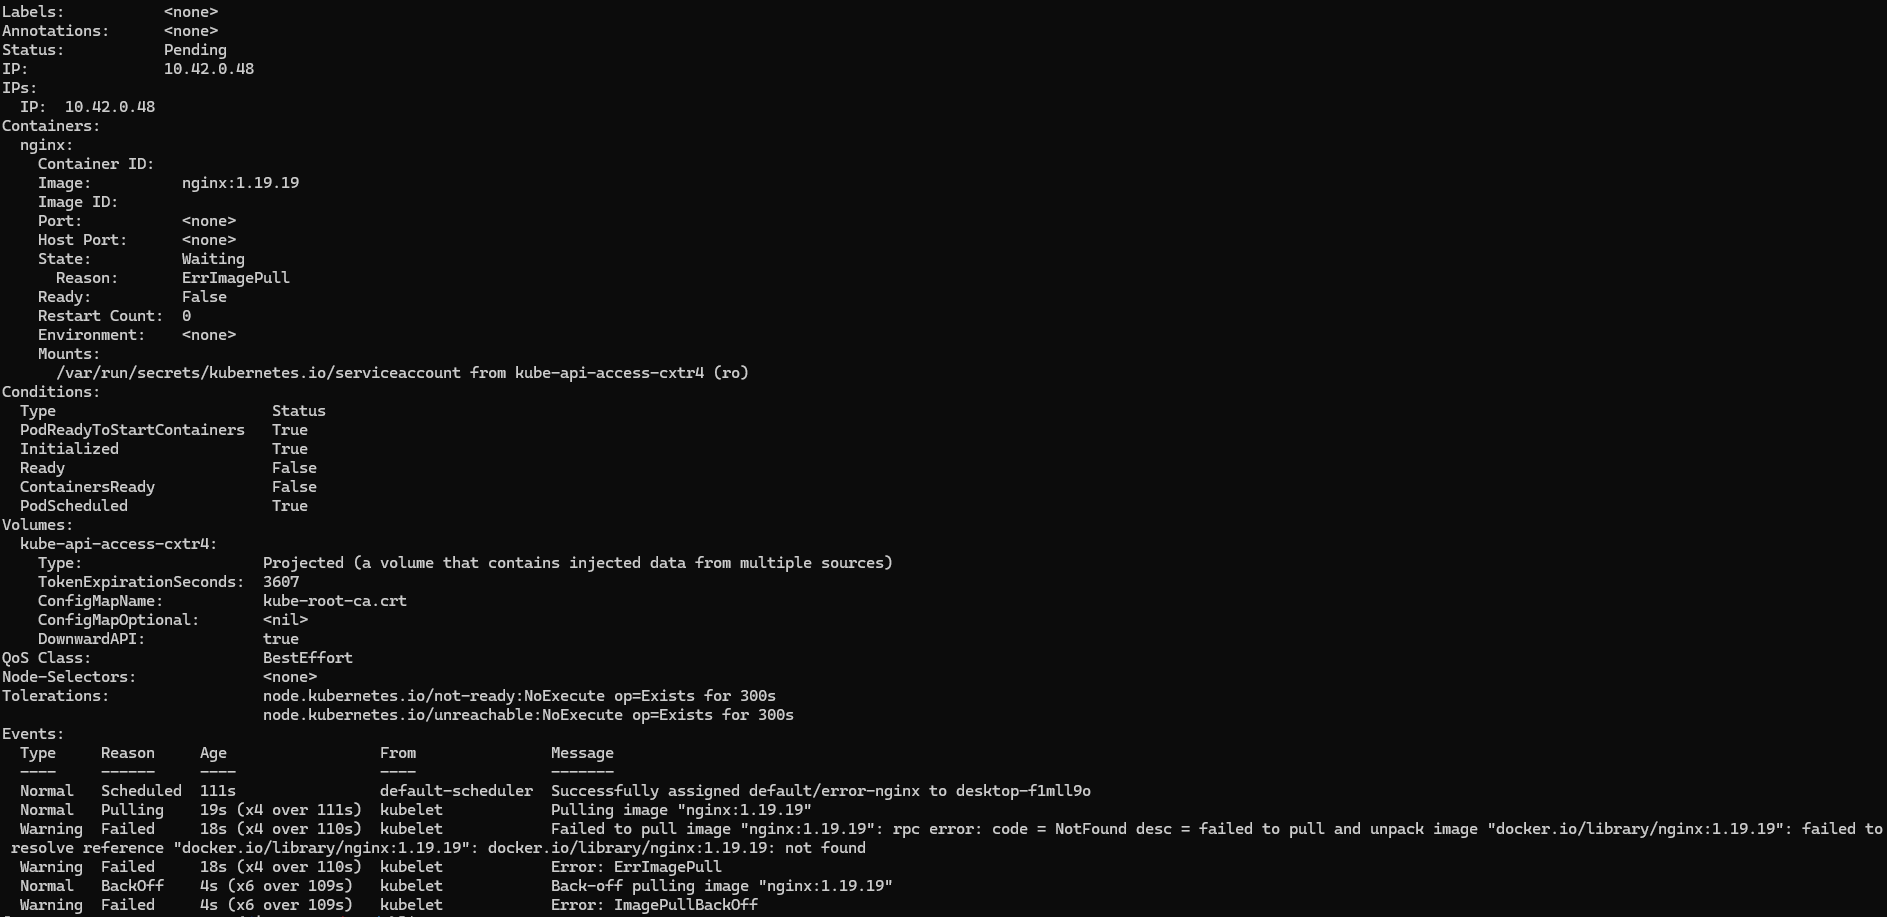 Labels:           <none>
Annotations:      <none>
Status:           Pending
IP:               10.42.0.48
IPs:
  IP:  10.42.0.48
Containers:
  nginx:
    Container ID:
    Image:          nginx:1.19.19
    Image ID:
    Port:           <none>
    Host Port:      <none>
    State:          Waiting
      Reason:       ErrImagePull
    Ready:          False
    Restart Count:  0
    Environment:    <none>
    Mounts:
      /var/run/secrets/kubernetes.io/serviceaccount from kube-api-access-cxtr4 (ro)
Conditions:
  Type                        Status
  PodReadyToStartContainers   True
  Initialized                 True
  Ready                       False
  ContainersReady             False
  PodScheduled                True
Volumes:
  kube-api-access-cxtr4:
    Type:                    Projected (a volume that contains injected data from multiple sources)
    TokenExpirationSeconds:  3607
    ConfigMapName:           kube-root-ca.crt
    ConfigMapOptional:       <nil>
    DownwardAPI:             true
QoS Class:                   BestEffort
Node-Selectors:              <none>
Tolerations:                 node.kubernetes.io/not-ready:NoExecute op=Exists for 300s
                             node.kubernetes.io/unreachable:NoExecute op=Exists for 300s
Events:
  Type     Reason     Age                 From               Message
  ----     ------     ----                ----               -------
  Normal   Scheduled  111s                default-scheduler  Successfully assigned default/error-nginx to desktop-f1mll9o
  Normal   Pulling    19s (x4 over 111s)  kubelet            Pulling image "nginx:1.19.19"
  Warning  Failed     18s (x4 over 110s)  kubelet            Failed to pull image "nginx:1.19.19": rpc error: code = NotFound desc = failed to pull and unpack image "docker.io/library/nginx:1.19.19": failed to
 resolve reference "docker.io/library/nginx:1.19.19": docker.io/library/nginx:1.19.19: not found
  Warning  Failed     18s (x4 over 110s)  kubelet            Error: ErrImagePull
  Normal   BackOff    4s (x6 over 109s)   kubelet            Back-off pulling image "nginx:1.19.19"
  Warning  Failed     4s (x6 over 109s)   kubelet            Error: ImagePullBackOff